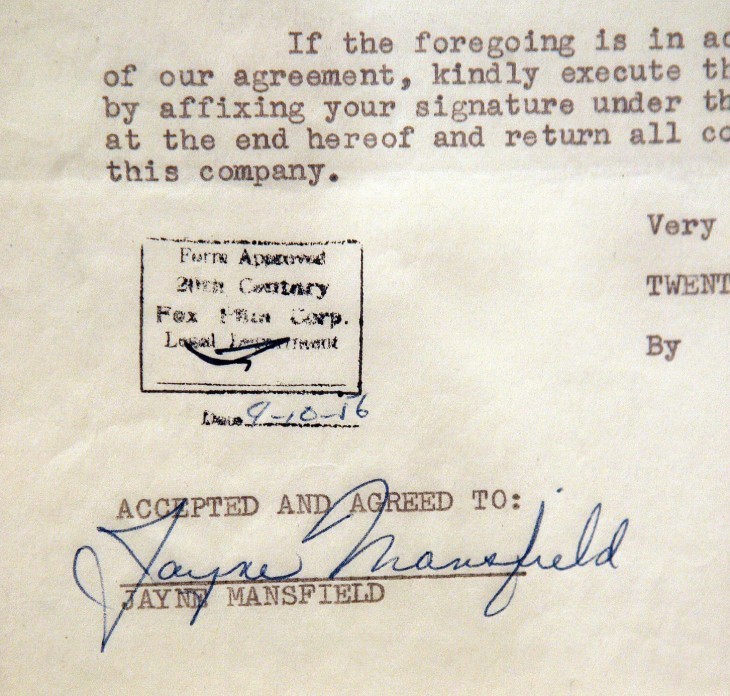 If the foregoing is in ac
of our agreement, kindly execute th
by affixing your signature under th
at the end hereof and return all co
this company.
Very
Form Approved
20th Century
TWENT
Fox Film Corp.
Legal Department
By
Date 9-10-56
ACCEPTED AND AGREED TO:
Jayne Mansfield
JAYNE MANSFIELD